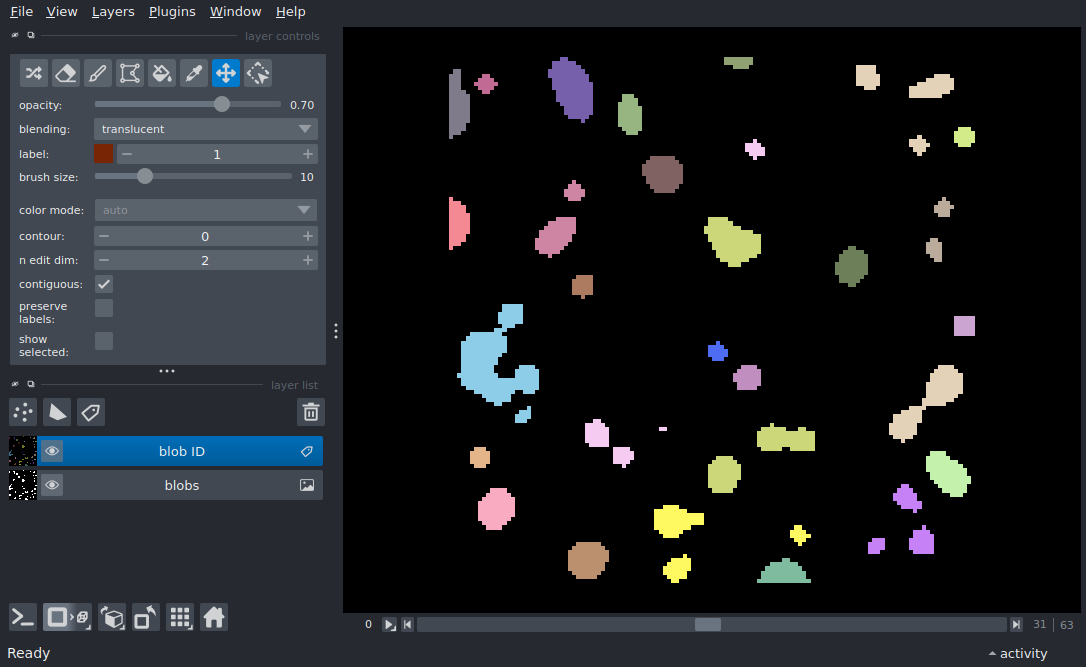 File View Layers Plugins Window Help
layer controls
opacity: 0.70
blending: translucent
label: 1
brush size: 10
color mode: auto
contour: 0
n edit dim: 2
contiguous:
preserve
labels:
show
selected:
layer list
blob ID
blobs
0 31 63
Ready activity